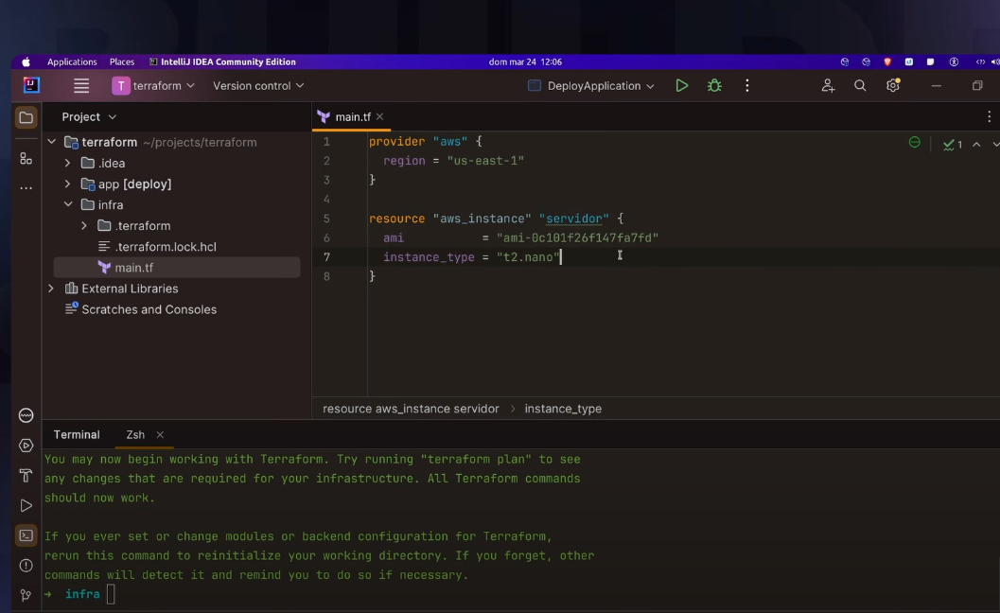 Applications Places IntelliJ IDEA Community Edition dom mar 24 12:06
T terraform Version control DeployApplication
Project main.tf
terraform ~/projects/terraform
.idea
app [deploy]
infra
.terraform
.terraform.lock.hcl
main.tf
External Libraries
Scratches and Consoles
1 provider "aws" {
2 region = "us-east-1"
3 }
4
5 resource "aws_instance" "servidor" {
6 ami = "ami-0c101f26f147fa7fd"
7 instance_type = "t2.nano"
8 }
1
resource aws_instance servidor > instance_type
Terminal Zsh
You may now begin working with Terraform. Try running "terraform plan" to see
any changes that are required for your infrastructure. All Terraform commands
should now work.
If you ever set or change modules or backend configuration for Terraform,
rerun this command to reinitialize your working directory. If you forget, other
commands will detect it and remind you to do so if necessary.
→ infra